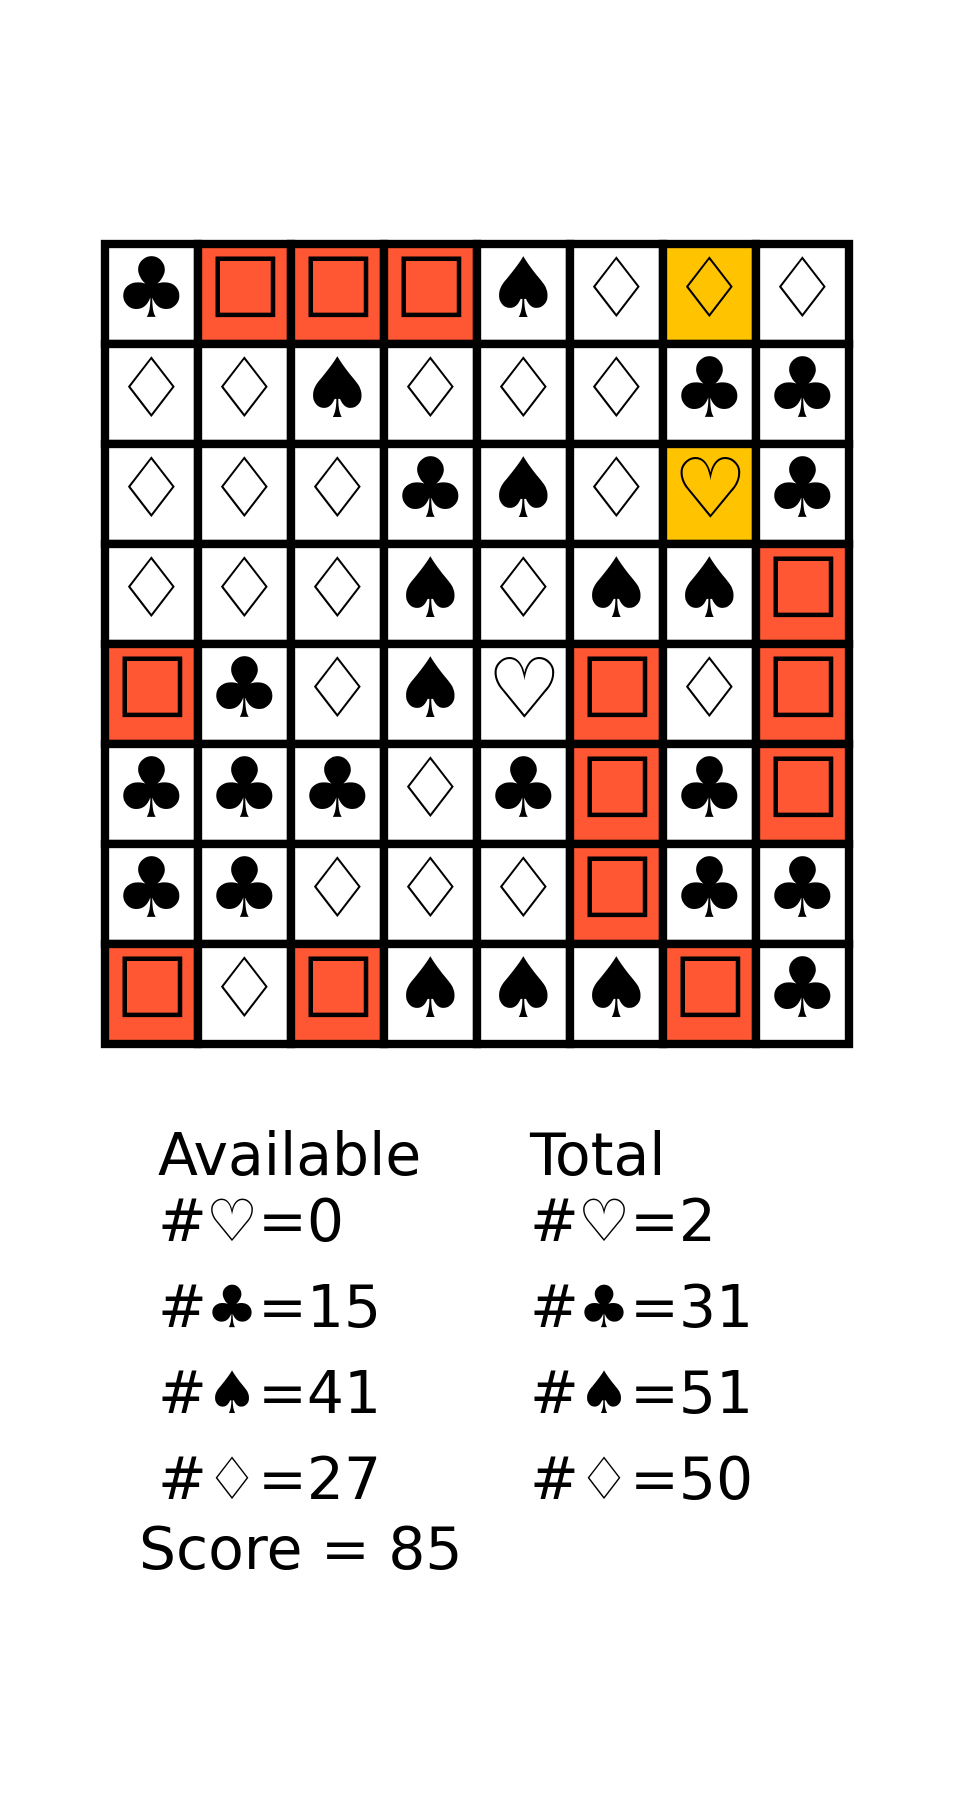 ♣ □ □ □ ♠ ♢ ♢ ♢
♢ ♢ ♠ ♢ ♢ ♢ ♣ ♣
♢ ♢ ♢ ♣ ♠ ♢ ♡ ♣
♢ ♢ ♢ ♠ ♢ ♠ ♠ □
□ ♣ ♢ ♠ ♡ □ ♢ □
♣ ♣ ♣ ♢ ♣ □ ♣ □
♣ ♣ ♢ ♢ ♢ □ ♣ ♣
□ ♢ □ ♠ ♠ ♠ □ ♣
Available Total
#♡=0 #♡=2
#♣=15 #♣=31
#♠=41 #♠=51
#♢=27 #♢=50
Score = 85